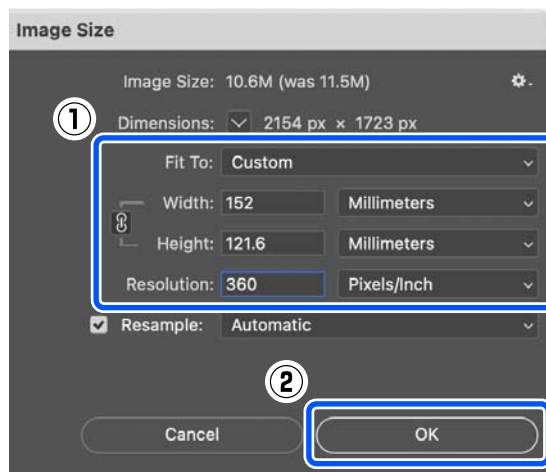 Image Size
Image Size: 10.6M (was 11.5M)
① Dimensions: 2154 px × 1723 px
Fit To: Custom
Width: 152 Millimeters
Height: 121.6 Millimeters
Resolution: 360 Pixels/Inch
Resample: Automatic
②
Cancel OK